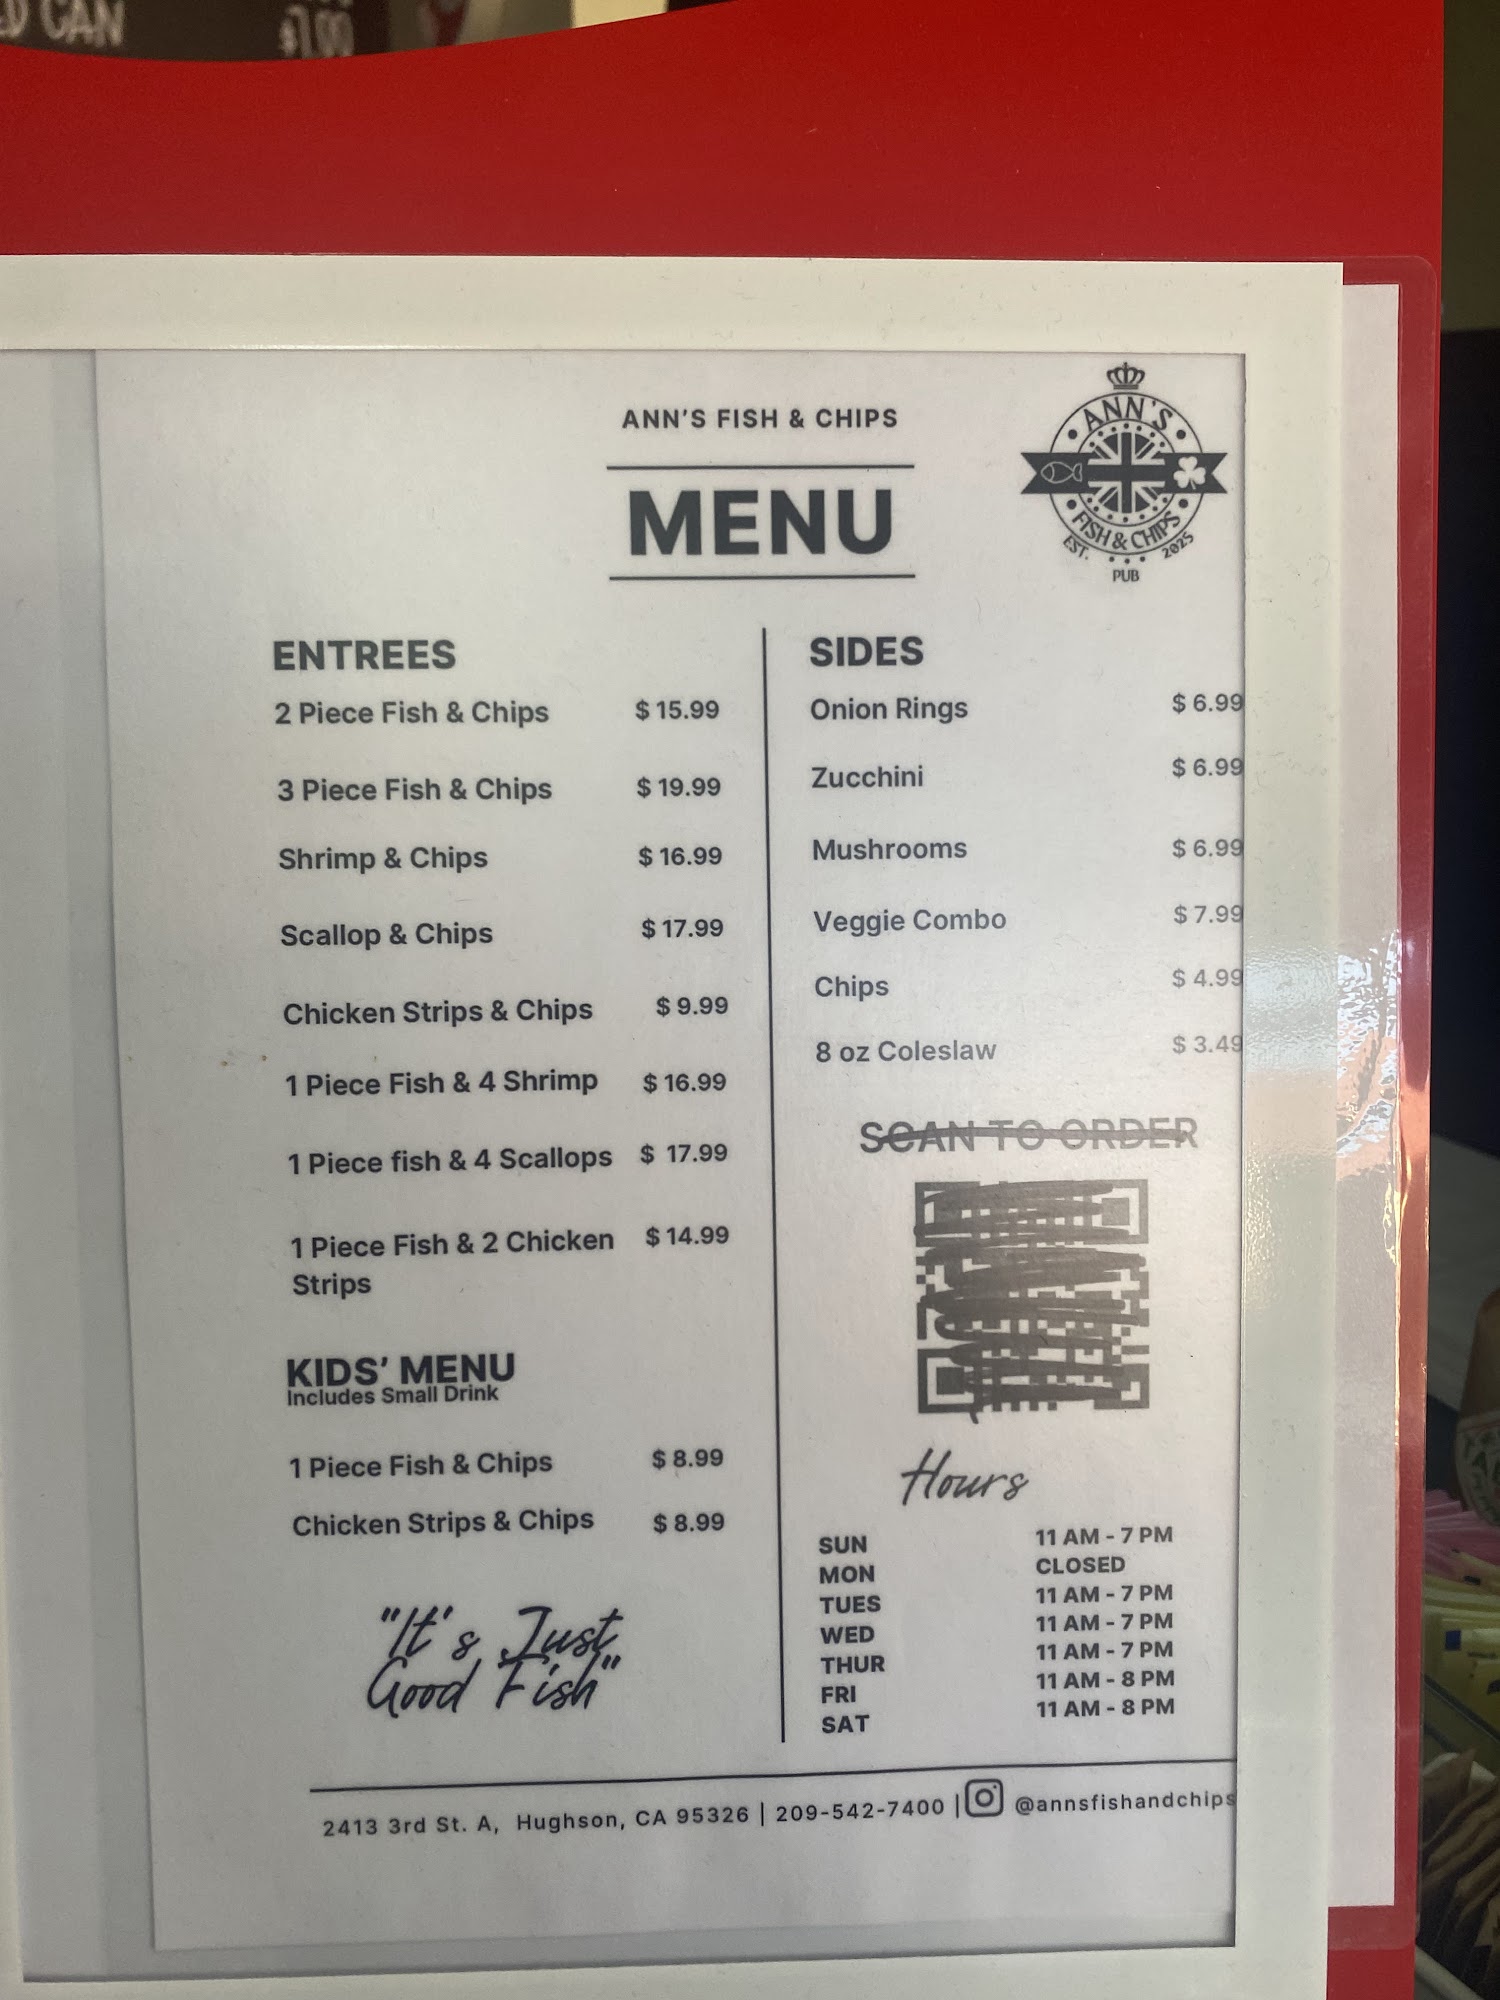 D CAN
$1.00
ANN'S FISH & CHIPS
MENU
ANN'S
FISH & CHIPS
EST. 2025
PUB
ENTREES
2 Piece Fish & Chips $ 15.99
3 Piece Fish & Chips $ 19.99
Shrimp & Chips $ 16.99
Scallop & Chips $ 17.99
Chicken Strips & Chips $ 9.99
1 Piece Fish & 4 Shrimp $ 16.99
1 Piece fish & 4 Scallops $ 17.99
1 Piece Fish & 2 Chicken $ 14.99
Strips
KIDS' MENU
Includes Small Drink
1 Piece Fish & Chips $ 8.99
Chicken Strips & Chips $ 8.99
"It's Just
Good Fish"
SIDES
Onion Rings $ 6.99
Zucchini $ 6.99
Mushrooms $ 6.99
Veggie Combo $ 7.99
Chips $ 4.99
8 oz Coleslaw $ 3.49
SCAN TO ORDER
Hours
SUN 11 AM - 7 PM
MON CLOSED
TUES 11 AM - 7 PM
WED 11 AM - 7 PM
THUR 11 AM - 7 PM
FRI 11 AM - 8 PM
SAT 11 AM - 8 PM
2413 3rd St. A, Hughson, CA 95326 | 209-542-7400 | @annsfishandchips